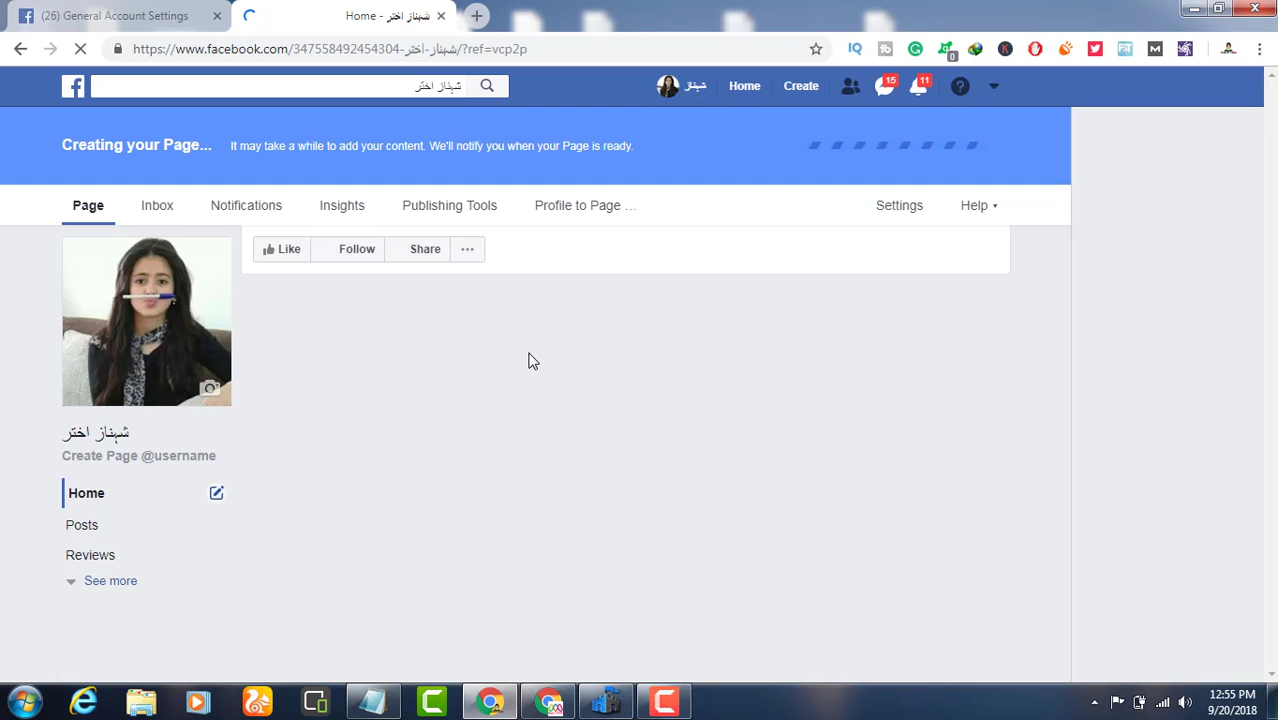 (26) General Account Settings
Home - شہناز اختر
https://www.facebook.com/347558492454304-شہناز-اختر/?ref=vcp2p
شہناز اختر
شہناز
Home
Create
15
11
Creating your Page...
It may take a while to add your content. We'll notify you when your Page is ready.
Page
Inbox
Notifications
Insights
Publishing Tools
Profile to Page ...
Settings
Help
Like
Follow
Share
شہناز اختر
Create Page @username
Home
Posts
Reviews
See more
12:55 PM
9/20/2018